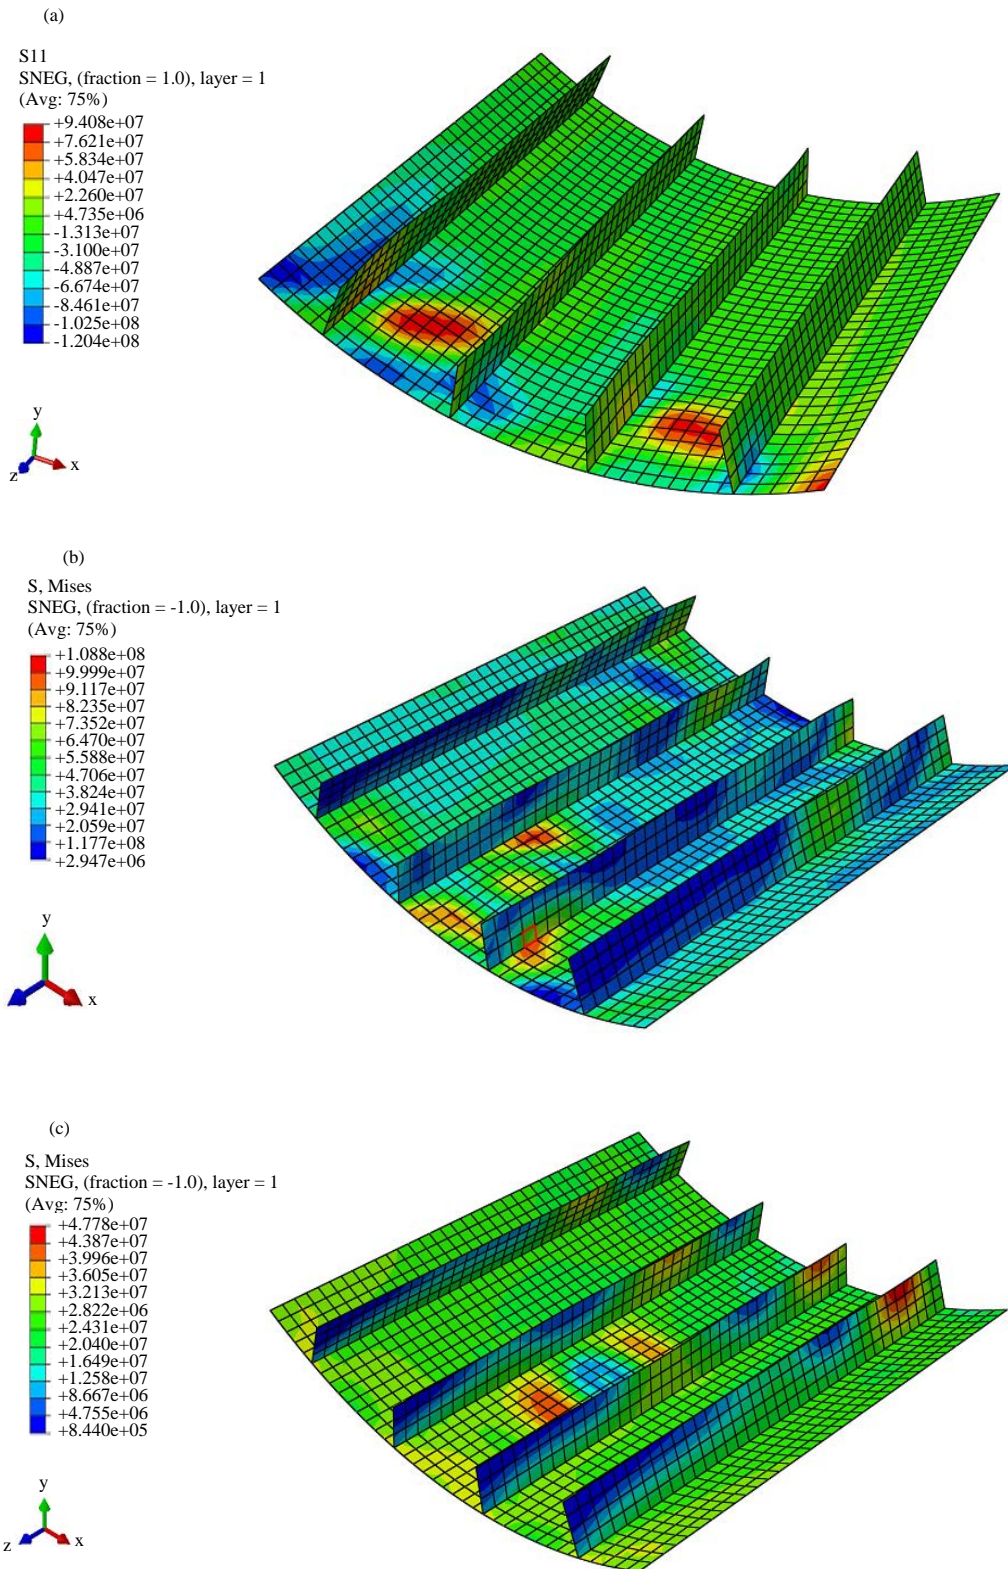 (a)
S11
SNEG, (fraction = 1.0), layer = 1
(Avg: 75%)
+9.408e+07
+7.621e+07
+5.834e+07
+4.047e+07
+2.260e+07
+4.735e+06
-1.313e+07
-3.100e+07
-4.887e+07
-6.674e+07
-8.461e+07
-1.025e+08
-1.204e+08
y
z
x
(b)
S, Mises
SNEG, (fraction = -1.0), layer = 1
(Avg: 75%)
+1.088e+08
+9.999e+07
+9.117e+07
+8.235e+07
+7.352e+07
+6.470e+07
+5.588e+07
+4.706e+07
+3.824e+07
+2.941e+07
+2.059e+07
+1.177e+08
+2.947e+06
y
x
(c)
S, Mises
SNEG, (fraction = -1.0), layer = 1
(Avg: 75%)
+4.778e+07
+4.387e+07
+3.996e+07
+3.605e+07
+3.213e+07
+2.822e+06
+2.431e+07
+2.040e+07
+1.649e+07
+1.258e+07
+8.667e+06
+4.755e+06
+8.440e+05
y
z
x